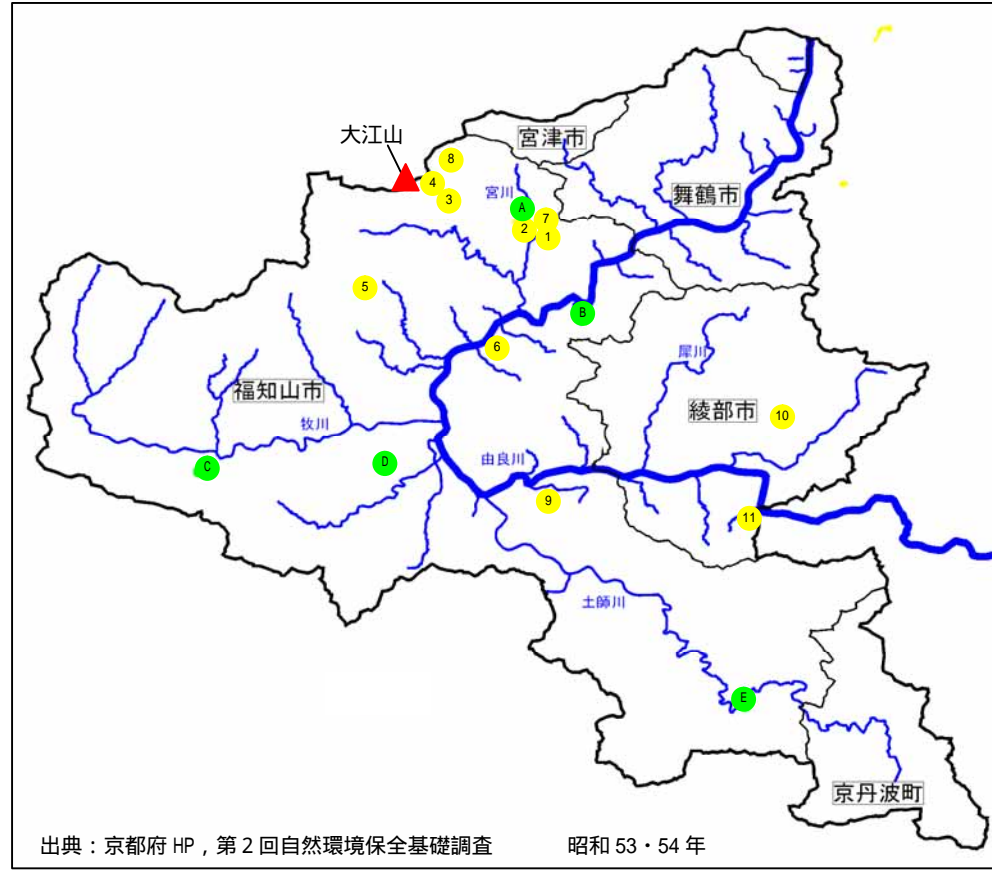 大江山
宮津市
8
4
宮川
舞鶴市
3
A
7
2
1
5
B
6
犀川
福知山市
綾部市
10
牧川
C
D
由良川
9
11
土師川
E
京丹波町
出典：京都府 HP，第２回自然環境保全基礎調査 昭和 53・54 年